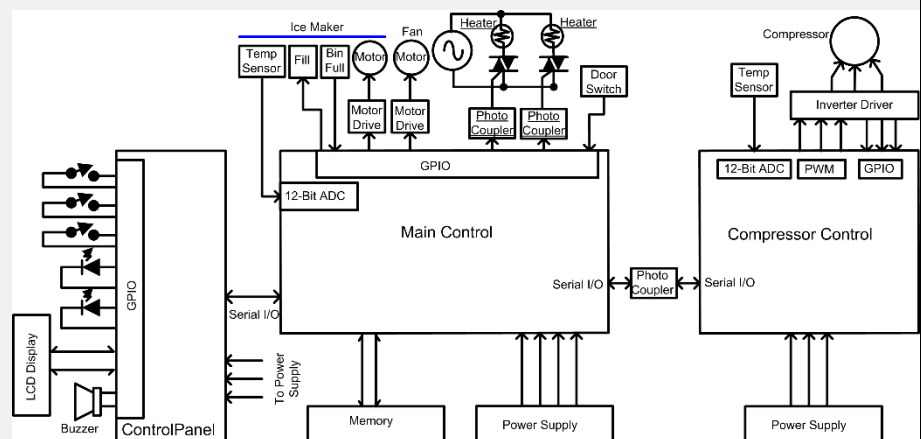 Ice Maker
Temp
Sensor
Fill
Bin
Full
Motor
Fan
Motor
Heater
Heater
Motor
Drive
Motor
Drive
Photo
Coupler
Photo
Coupler
Door
Switch
Compressor
Temp
Sensor
Inverter Driver
GPIO
12-Bit ADC
Main Control
Serial I/O
Photo
Coupler
12-Bit ADC
PWM
GPIO
Compressor Control
Serial I/O
GPIO
Serial I/O
LCD Display
Buzzer
ControlPanel
To Power
Supply
Memory
Power Supply
Power Supply